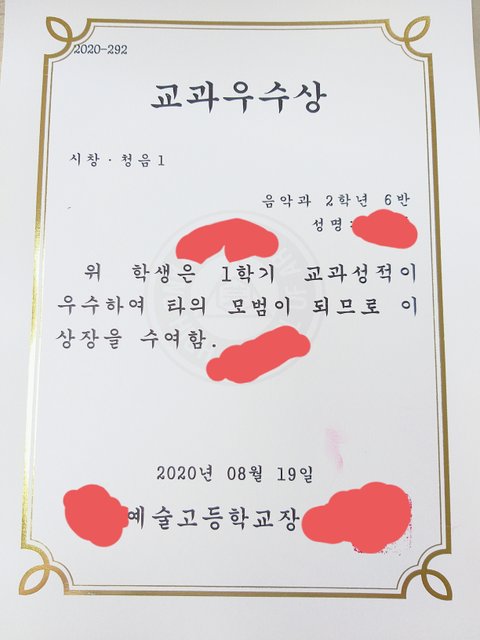 2020-292
교과우수상
시창·청음1
음악과 2학년 6반
성명:
위 학생은 1학기 교과성적이
우수하여 타의 모범이 되므로 이
상장을 수여함.
2020년 08월 19일
예술고등학교장